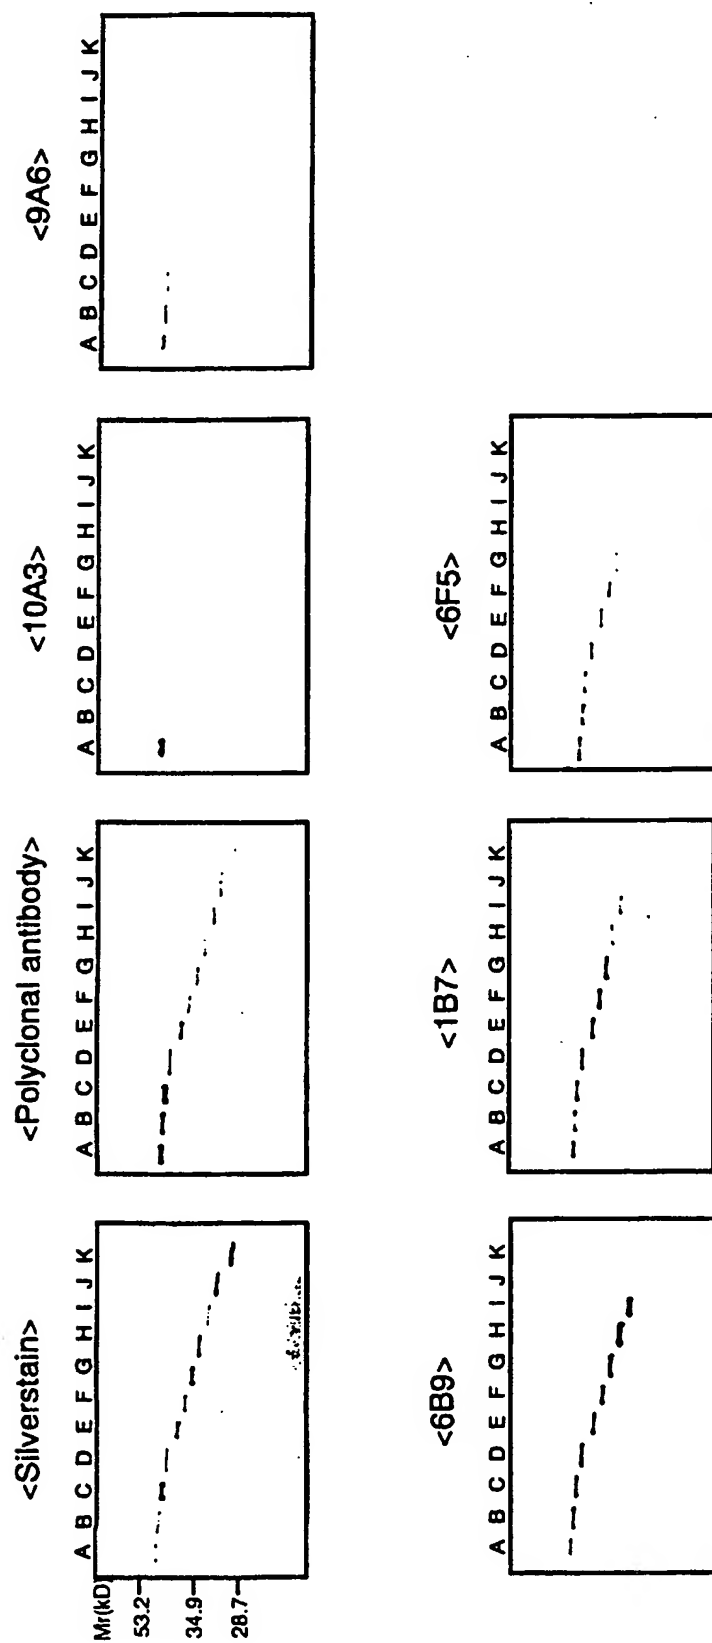 <Silverstain>
A B C D E F G H I J K
Mr(kD)
53.2
34.9
28.7
<Polyclonal antibody>
A B C D E F G H I J K
<10A3>
A B C D E F G H I J K
<9A6>
A B C D E F G H I J K
<6B9>
A B C D E F G H I J K
<1B7>
A B C D E F G H I J K
<6F5>
A B C D E F G H I J K